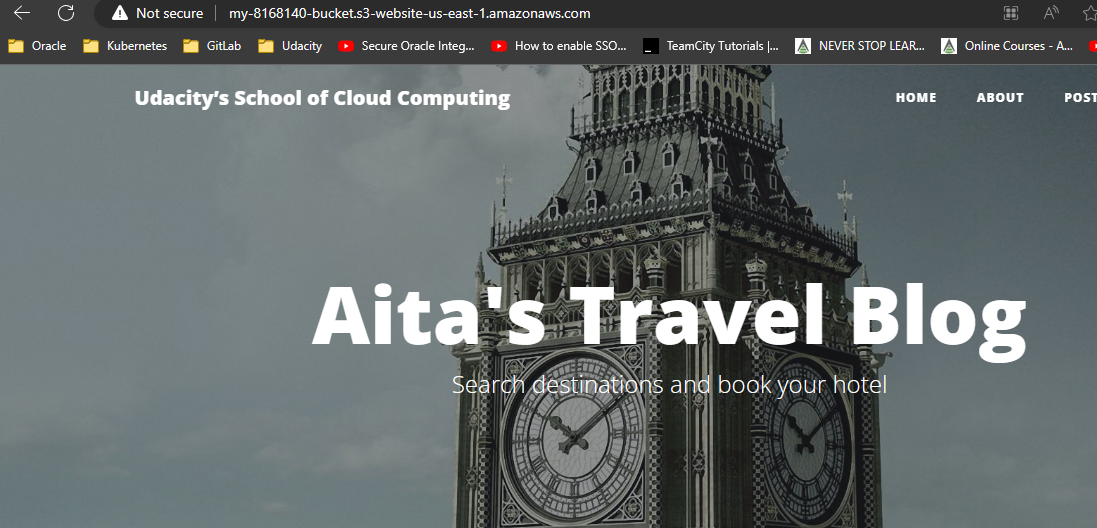 Not secure my-8168140-bucket.s3-website-us-east-1.amazonaws.com
Oracle Kubernetes GitLab Udacity Secure Oracle Integ... How to enable SSO... TeamCity Tutorials |... NEVER STOP LEAR... Online Courses - A...
Udacity’s School of Cloud Computing HOME ABOUT POST
Aita's Travel Blog
Search destinations and book your hotel